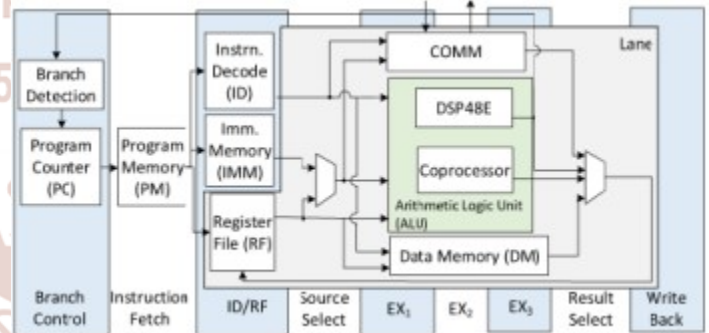 COMM
Lane
Instrn.
Decode
(ID)
Branch
Detection
DSP48E
Program
Counter
(PC)
Program
Memory
(PM)
Imm.
Memory
(IMM)
Coprocessor
Arithmetic Logic Unit
(ALU)
Register
File (RF)
Data Memory (DM)
Branch
Control
Instruction
Fetch
ID/RF
Source
Select
EX₁
EX₂
EX₃
Result
Select
Write
Back